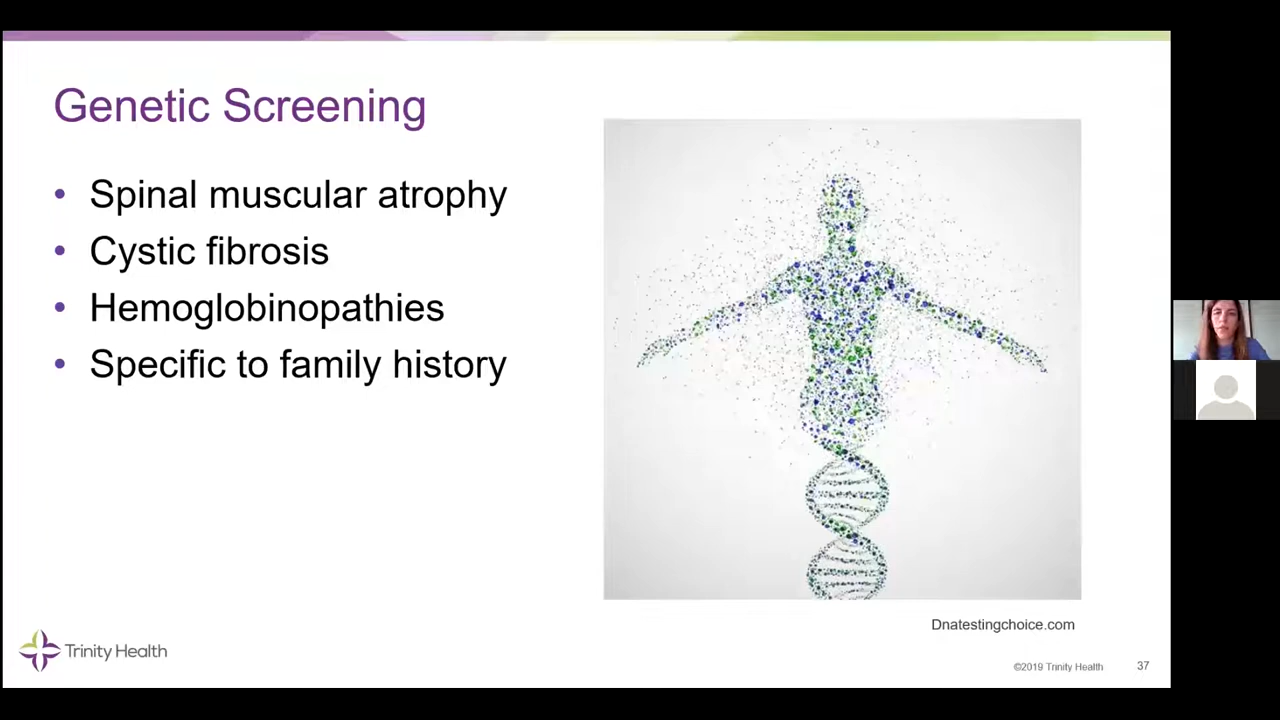 Genetic Screening
• Spinal muscular atrophy
• Cystic fibrosis
• Hemoglobinopathies
• Specific to family history
Dnatestingchoice.com
Trinity Health
©2019 Trinity Health
37